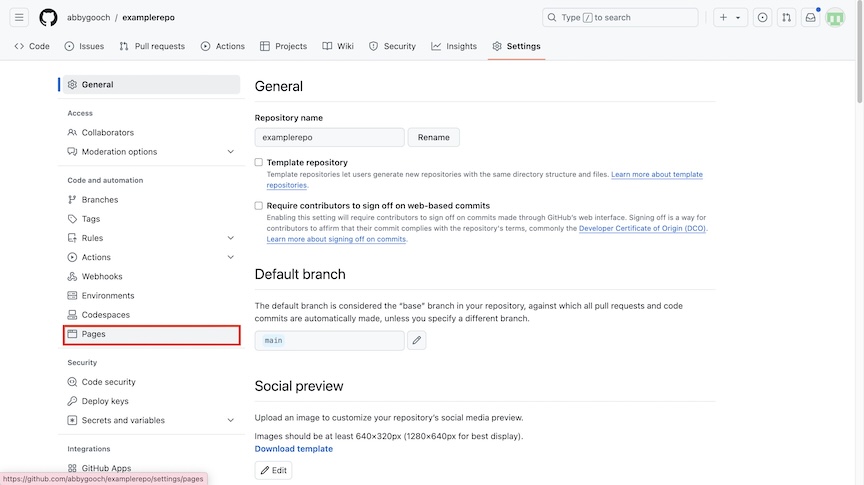 abbygooch / examplerepo
Type / to search
Code
Issues
Pull requests
Actions
Projects
Wiki
Security
Insights
Settings
General
Access
Collaborators
Moderation options
Code and automation
Branches
Tags
Rules
Actions
Webhooks
Environments
Codespaces
Pages
Security
Code security
Deploy keys
Secrets and variables
Integrations
GitHub Apps
https://github.com/abbygooch/examplerepo/settings/pages
General
Repository name
examplerepo
Rename
Template repository
Template repositories let users generate new repositories with the same directory structure and files. Learn more about template
repositories.
Require contributors to sign off on web-based commits
Enabling this setting will require contributors to sign off on commits made through GitHub's web interface. Signing off is a way for
contributors to affirm that their commit complies with the repository's terms, commonly the Developer Certificate of Origin (DCO).
Learn more about signing off on commits.
Default branch
The default branch is considered the “base” branch in your repository, against which all pull requests and code
commits are automatically made, unless you specify a different branch.
main
Social preview
Upload an image to customize your repository's social media preview.
Images should be at least 640×320px (1280×640px for best display).
Download template
Edit